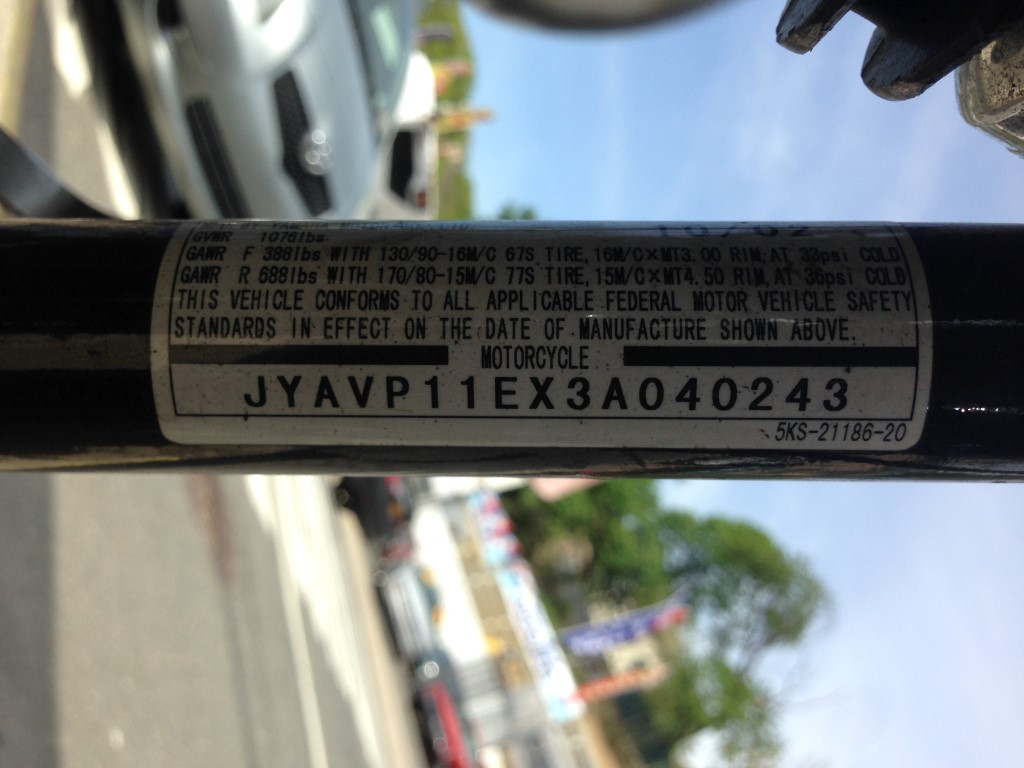 10/02
GVWR 1076lbs
GAWR F 388lbs WITH 130/90-16M/C 67S TIRE, 16M/C×MT3.00 RIM, AT 33psi COLD
GAWR R 688lbs WITH 170/80-15M/C 77S TIRE, 15M/C×MT4.50 RIM, AT 36psi COLD
THIS VEHICLE CONFORMS TO ALL APPLICABLE FEDERAL MOTOR VEHICLE SAFETY
STANDARDS IN EFFECT ON THE DATE OF MANUFACTURE SHOWN ABOVE.
MOTORCYCLE
JYAVP11EX3A040243
5KS-21186-20